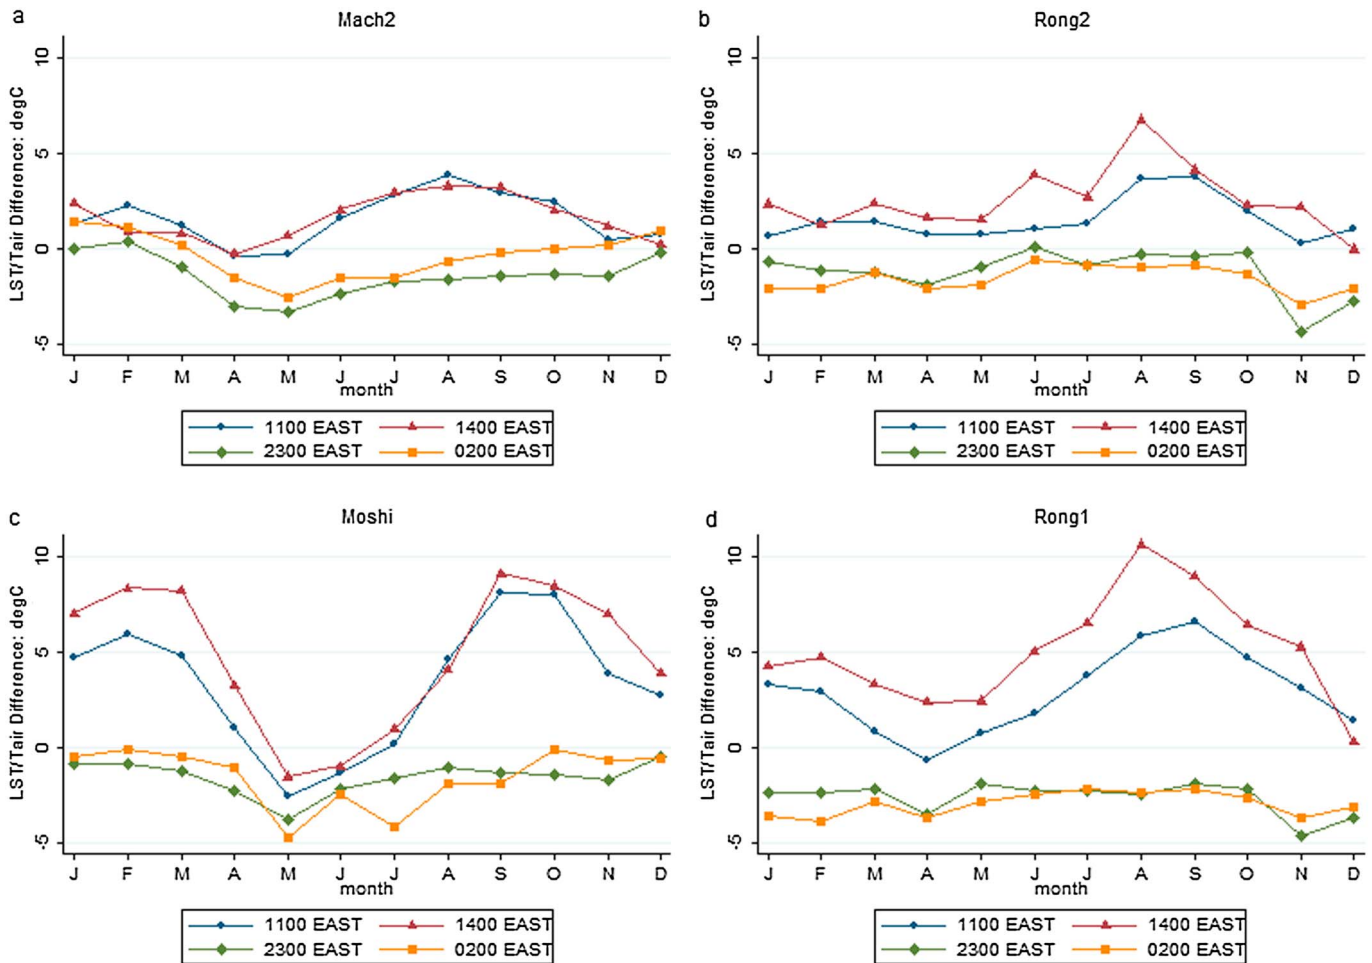 a
Mach2
LST/Tair Difference: degC
10
5
0
-5
J F M A M J J A S O N D
month
1100 EAST 1400 EAST
2300 EAST 0200 EAST
b
Rong2
LST/Tair Difference: degC
10
5
0
-5
J F M A M J J A S O N D
month
1100 EAST 1400 EAST
2300 EAST 0200 EAST
c
Moshi
LST/Tair Difference: degC
10
5
0
-5
J F M A M J J A S O N D
month
1100 EAST 1400 EAST
2300 EAST 0200 EAST
d
Rong1
LST/Tair Difference: degC
10
5
0
-5
J F M A M J J A S O N D
month
1100 EAST 1400 EAST
2300 EAST 0200 EAST